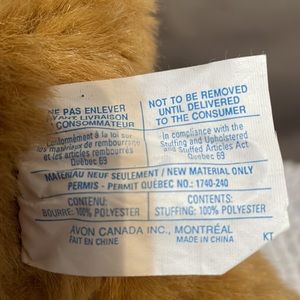 NE PAS ENLEVER
AVANT LIVRAISON
CONSOMMATEUR
NOT TO BE REMOVED
UNTIL DELIVERED
TO THE CONSUMER
Conformément à la loi sur
les matériaux de rembourrage
et les articles rembourrés
Québec 69
In compliance with the
Stuffing and Upholstered
and Stuffed Articles Act
Québec 69
MATÉRIAU NEUF SEULEMENT / NEW MATERIAL ONLY
PERMIS - PERMIT QUÉBEC NO.: 1740-240
CONTENU:
BOURRE: 100% POLYESTER
CONTENTS:
STUFFING: 100% POLYESTER
AVON CANADA INC., MONTRÉAL
FAIT EN CHINE
MADE IN CHINA
KT